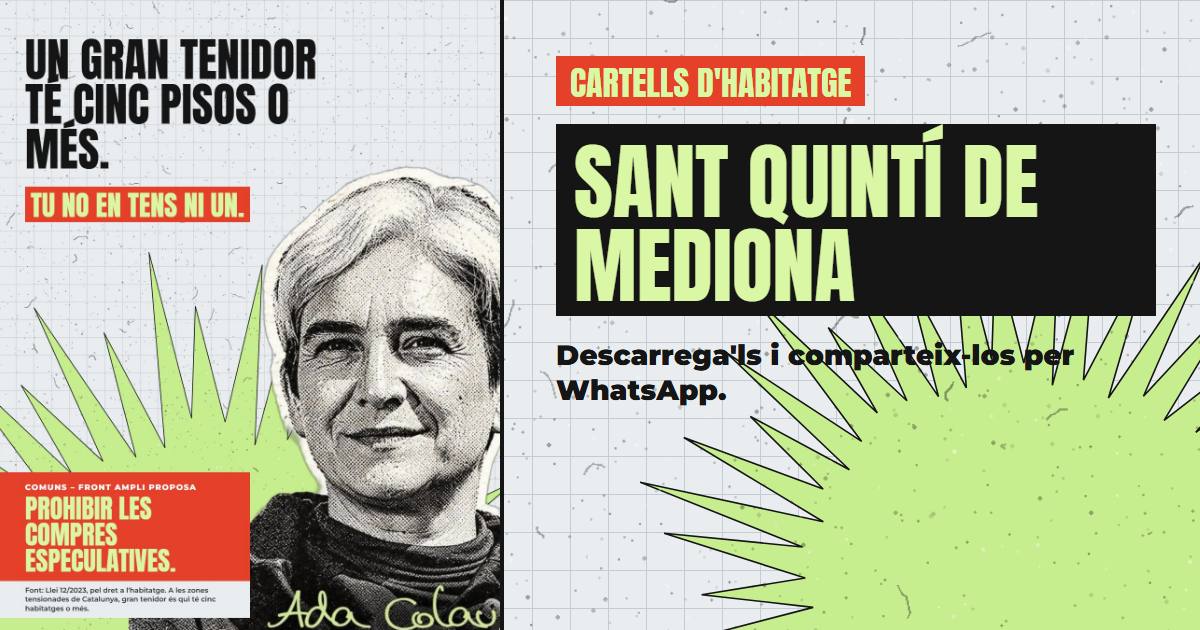 UN GRAN TENIDOR
TÉ CINC PISOS O
MÉS.
TU NO EN TENS NI UN.
COMUNS – FRONT AMPLI PROPOSA
PROHIBIR LES
COMPRES
ESPECULATIVES.
Font: Llei 12/2023, pel dret a l'habitatge. A les zones
tensionades de Catalunya, gran tenidor és qui té cinc
habitatges o més.
Ada Colau
CARTELLS D'HABITATGE
SANT QUINTÍ DE
MEDIONA
Descarrega'ls i comparteix-los per
WhatsApp.